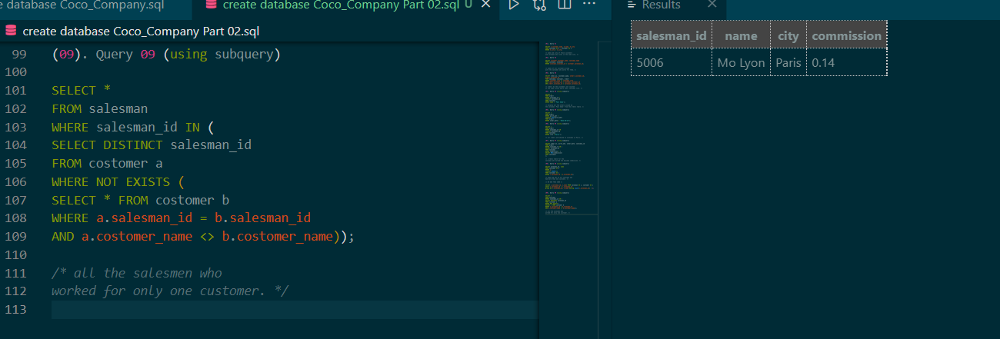 e database Coco_Company.sql
create database Coco_Company Part 02.sql U
Results
create database Coco_Company Part 02.sql
99 (09). Query 09 (using subquery)
100
101 SELECT *
102 FROM salesman
103 WHERE salesman_id IN (
104 SELECT DISTINCT salesman_id
105 FROM costomer a
106 WHERE NOT EXISTS (
107 SELECT * FROM costomer b
108 WHERE a.salesman_id = b.salesman_id
109 AND a.costomer_name <> b.costomer_name));
110
111 /* all the salesmen who
112 worked for only one customer. */
113
salesman_id name city commission
5006 Mo Lyon Paris 0.14